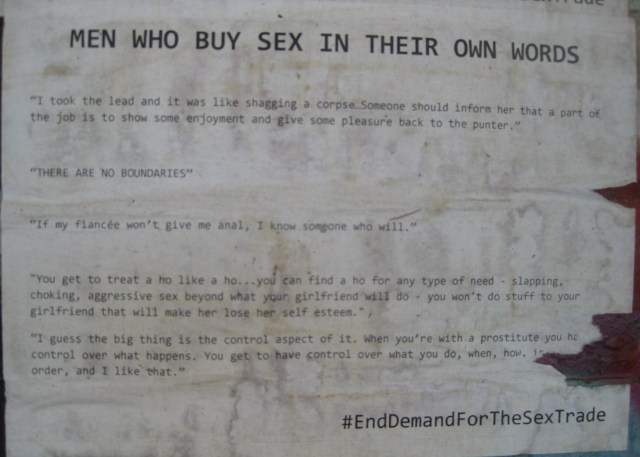 MEN WHO BUY SEX IN THEIR OWN WORDS
"I took the lead and it was like shagging a corpse…Someone should inform her that a part of
the job is to show some enjoyment and give some pleasure back to the punter."
"THERE ARE NO BOUNDARIES"
"If my fiancée won't give me anal, I know someone who will."
"You get to treat a ho like a ho...you can find a ho for any type of need - slapping,
choking, aggressive sex beyond what your girlfriend will do - you won't do stuff to your
girlfriend that will make her lose her self esteem.",
"I guess the big thing is the control aspect of it. When you're with a prostitute you
control over what happens. You get to have control over what you do, when, how.
order, and I like that."
#EndDemandForTheSexTrade